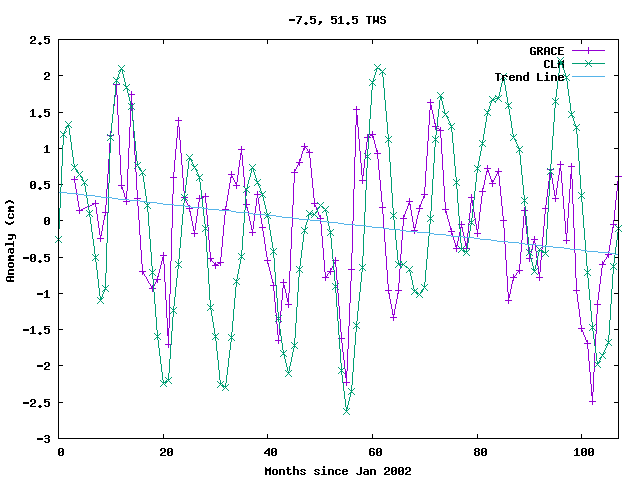 -7.5, 51.5 TWS
GRACE
CLM
Trend Line
2.5
2
1.5
1
0.5
0
-0.5
-1
-1.5
-2
-2.5
-3
Anomaly (cm)
0 20 40 60 80 100
Months since Jan 2002